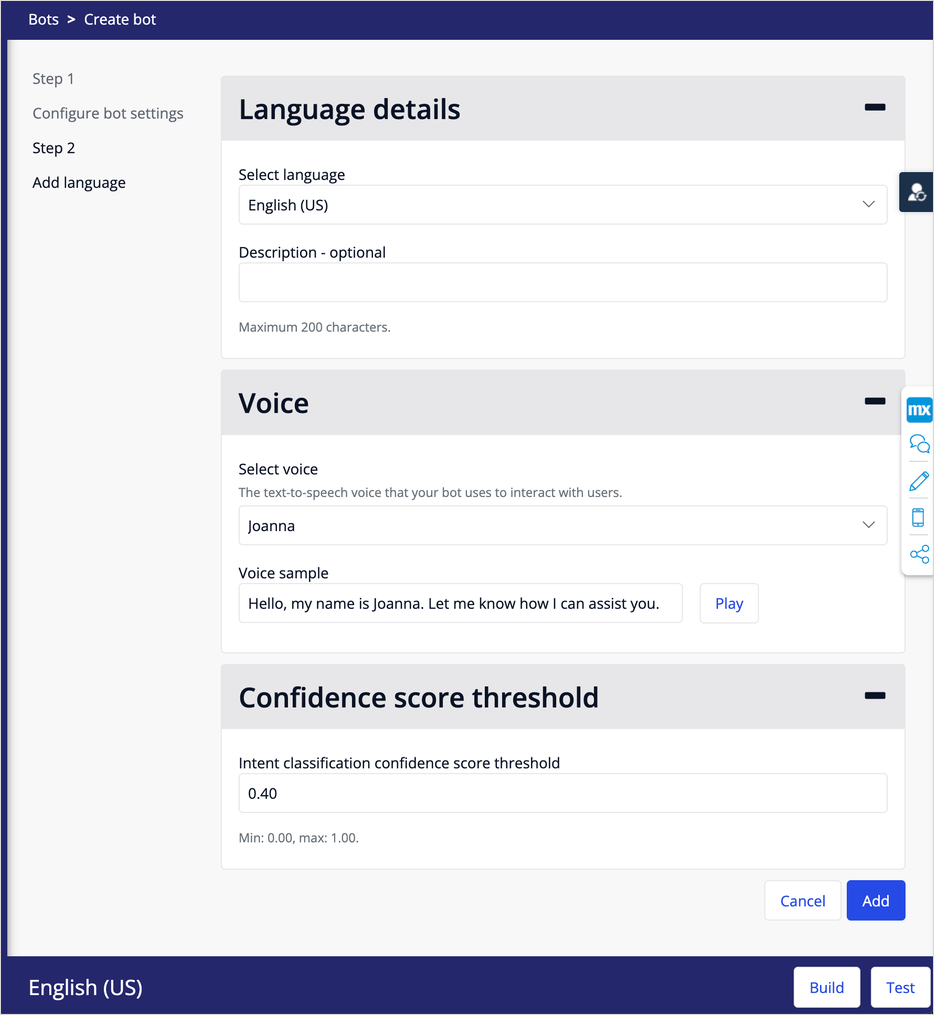 Bots > Create bot
Step 1
Configure bot settings
Step 2
Add language
Language details
Select language
English (US)
Description - optional
Maximum 200 characters.
Voice
Select voice
The text-to-speech voice that your bot uses to interact with users.
Joanna
Voice sample
Hello, my name is Joanna. Let me know how I can assist you.
Play
mx
Confidence score threshold
Intent classification confidence score threshold
0.40
Min: 0.00, max: 1.00.
Cancel
Add
English (US)
Build
Test